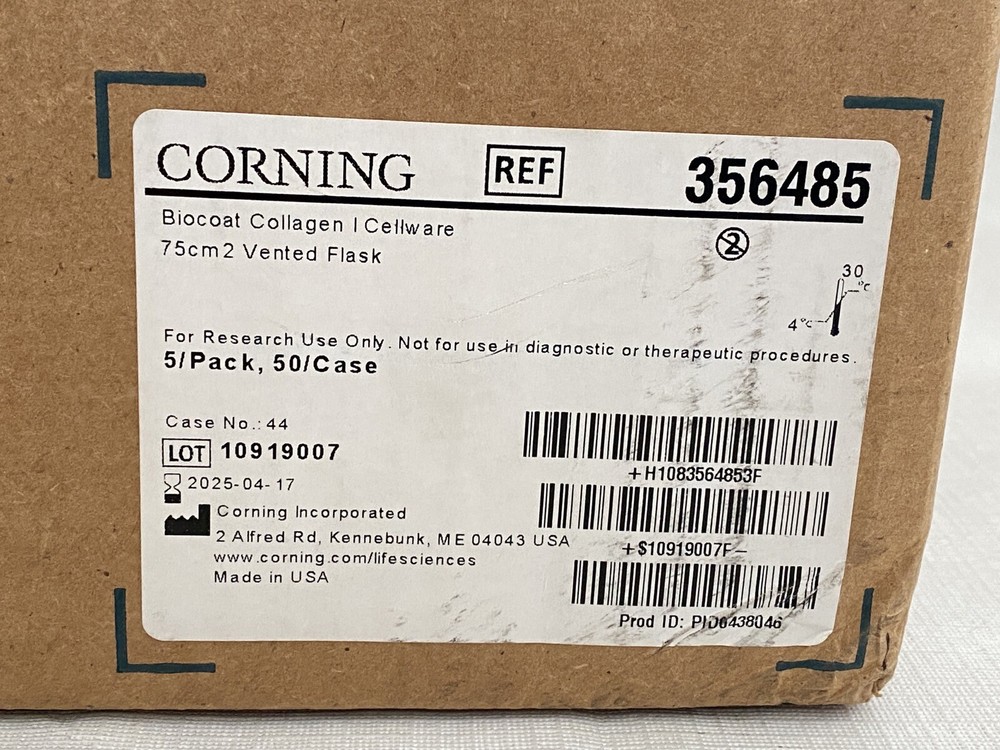 CORNING
REF
356485
Biocoat Collagen I Cellware
75cm2 Vented Flask
2
30 °C
4°C
For Research Use Only. Not for use in diagnostic or therapeutic procedures.
5/Pack, 50/Case
Case No.: 44
LOT 10919007
2025-04-17
Corning Incorporated
2 Alfred Rd, Kennebunk, ME 04043 USA
www.corning.com/lifesciences
Made in USA
+H1083564853F
+$10919007F–
Prod ID: PID6438046